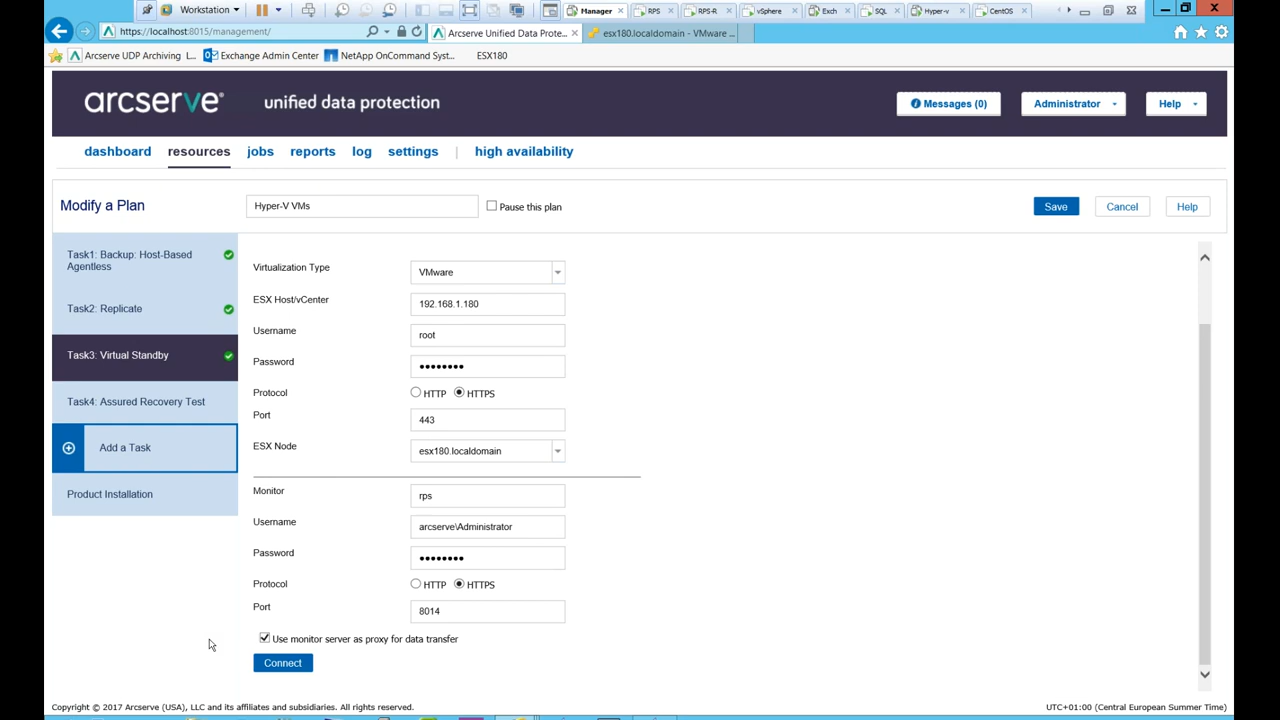 Workstation
Manager
RPS
RPS-R
vSphere
Exch
SQL
Hyper-v
CentOS
https://localhost:8015/management/
Arcserve Unified Data Prote...
esx180.localdomain - VMware ...
Arcserve UDP Archiving I...
Exchange Admin Center
NetApp OnCommand Syst...
ESX180
arcserve®
unified data protection
Messages (0)
Administrator
Help
dashboard
resources
jobs
reports
log
settings
|
high availability
Modify a Plan
Hyper-V VMs
Pause this plan
Save
Cancel
Help
Task1: Backup: Host-Based
Agentless
Task2: Replicate
Task3: Virtual Standby
Task4: Assured Recovery Test
Add a Task
Product Installation
Virtualization Type
VMware
ESX Host/vCenter
192.168.1.180
Username
root
Password
••••••••
Protocol
HTTP
HTTPS
Port
443
ESX Node
esx180.localdomain
Monitor
rps
Username
arcserve\Administrator
Password
••••••••
Protocol
HTTP
HTTPS
Port
8014
Use monitor server as proxy for data transfer
Connect
Copyright © 2017 Arcserve (USA), LLC and its affiliates and subsidiaries. All rights reserved.
UTC+01:00 (Central European Summer Time)